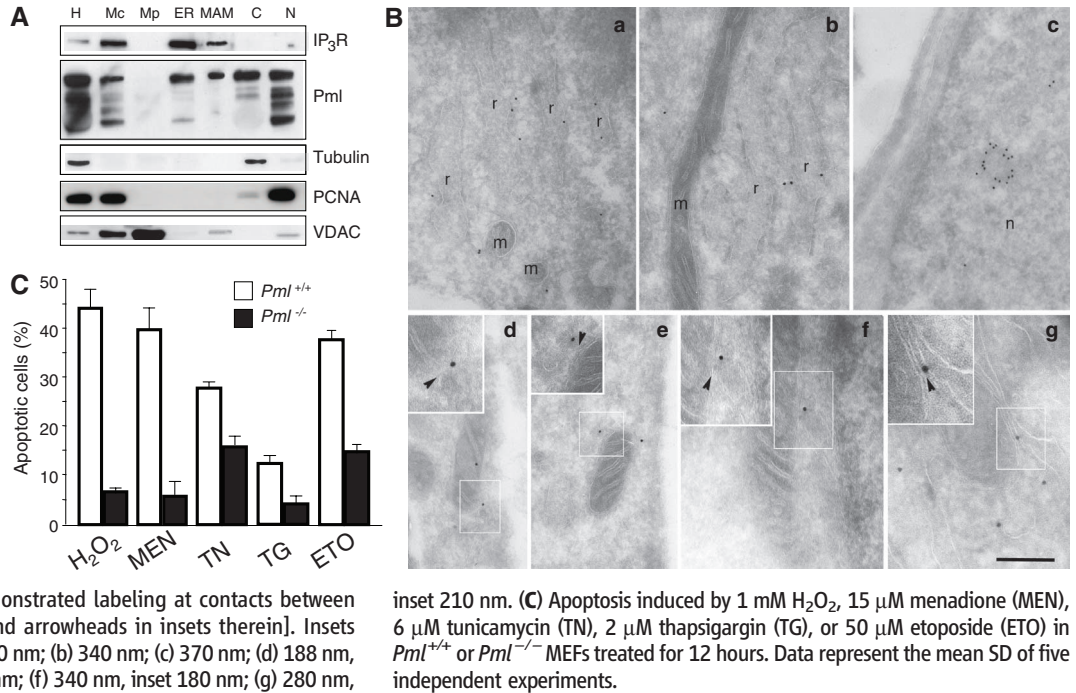 A
H Mc Mp ER MAM C N
IP3R
Pml
Tubulin
PCNA
VDAC
B
a
b
c
r r r r m m
r r m
n
d
e
f
g
C
Apoptotic cells (%)
50
40
30
20
10
0
Pml +/+
Pml -/-
H2O2 MEN TN TG ETO
onstrated labeling at contacts between
nd arrowheads in insets therein]. Insets
0 nm; (b) 340 nm; (c) 370 nm; (d) 188 nm,
nm; (f) 340 nm, inset 180 nm; (g) 280 nm,
inset 210 nm. (C) Apoptosis induced by 1 mM H2O2, 15 μM menadione (MEN),
6 μM tunicamycin (TN), 2 μM thapsigargin (TG), or 50 μM etoposide (ETO) in
Pml+/+ or Pml−/− MEFs treated for 12 hours. Data represent the mean SD of five
independent experiments.